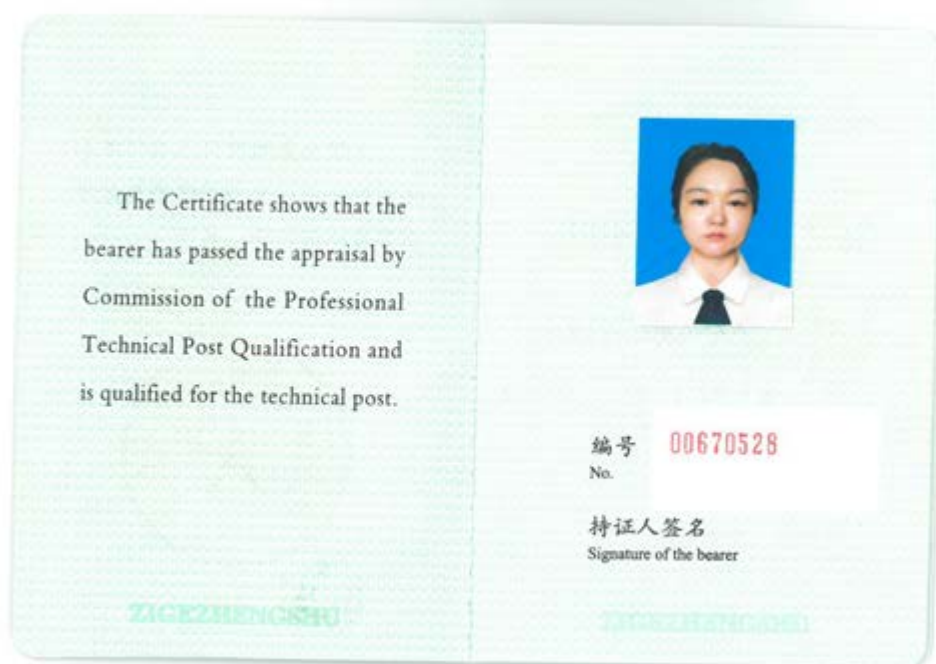 The Certificate shows that the
bearer has passed the appraisal by
Commission of the Professional
Technical Post Qualification and
is qualified for the technical post.
ZIGEZHENGSHU
编号 00670528
No.
持证人签名
Signature of the bearer
ZIGEZHENGSHU